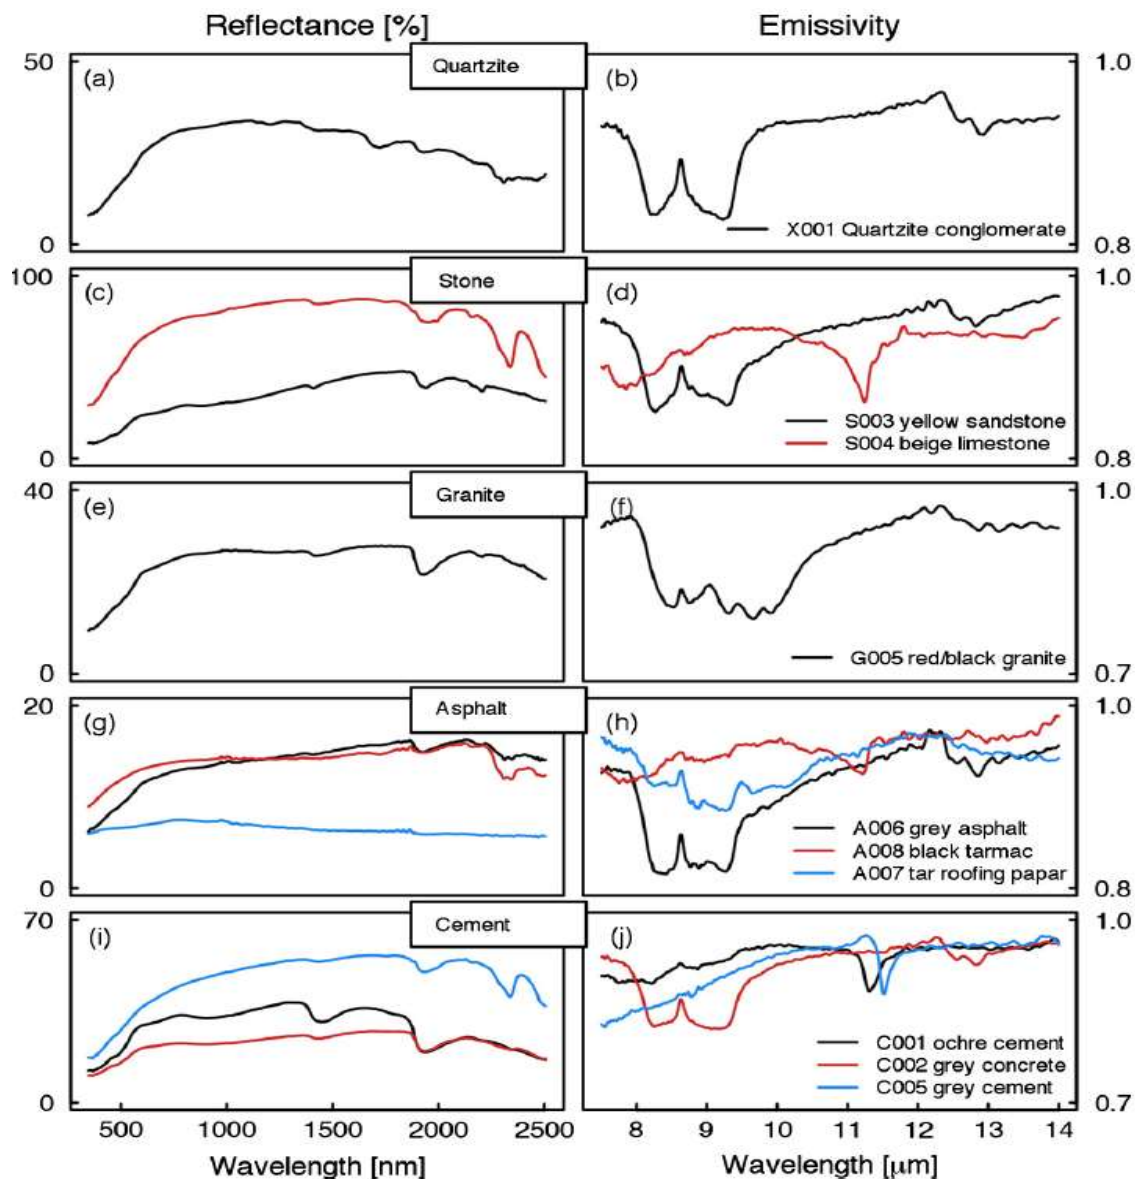 Reflectance [%] Emissivity
50 (a) Quartzite (b) 1.0
0 X001 Quartzite conglomerate 0.8
100 (c) Stone (d) 1.0
S003 yellow sandstone
S004 beige limestone
0 0.8
40 (e) Granite (f) 1.0
G005 red/black granite
0 0.7
20 (g) Asphalt (h) 1.0
A006 grey asphalt
A008 black tarmac
A007 tar roofing papar
0 0.8
70 (i) Cement (j) 1.0
C001 ochre cement
C002 grey concrete
C005 grey cement
0 0.7
500 1000 1500 2000 2500 8 9 10 11 12 13 14
Wavelength [nm] Wavelength [μm]